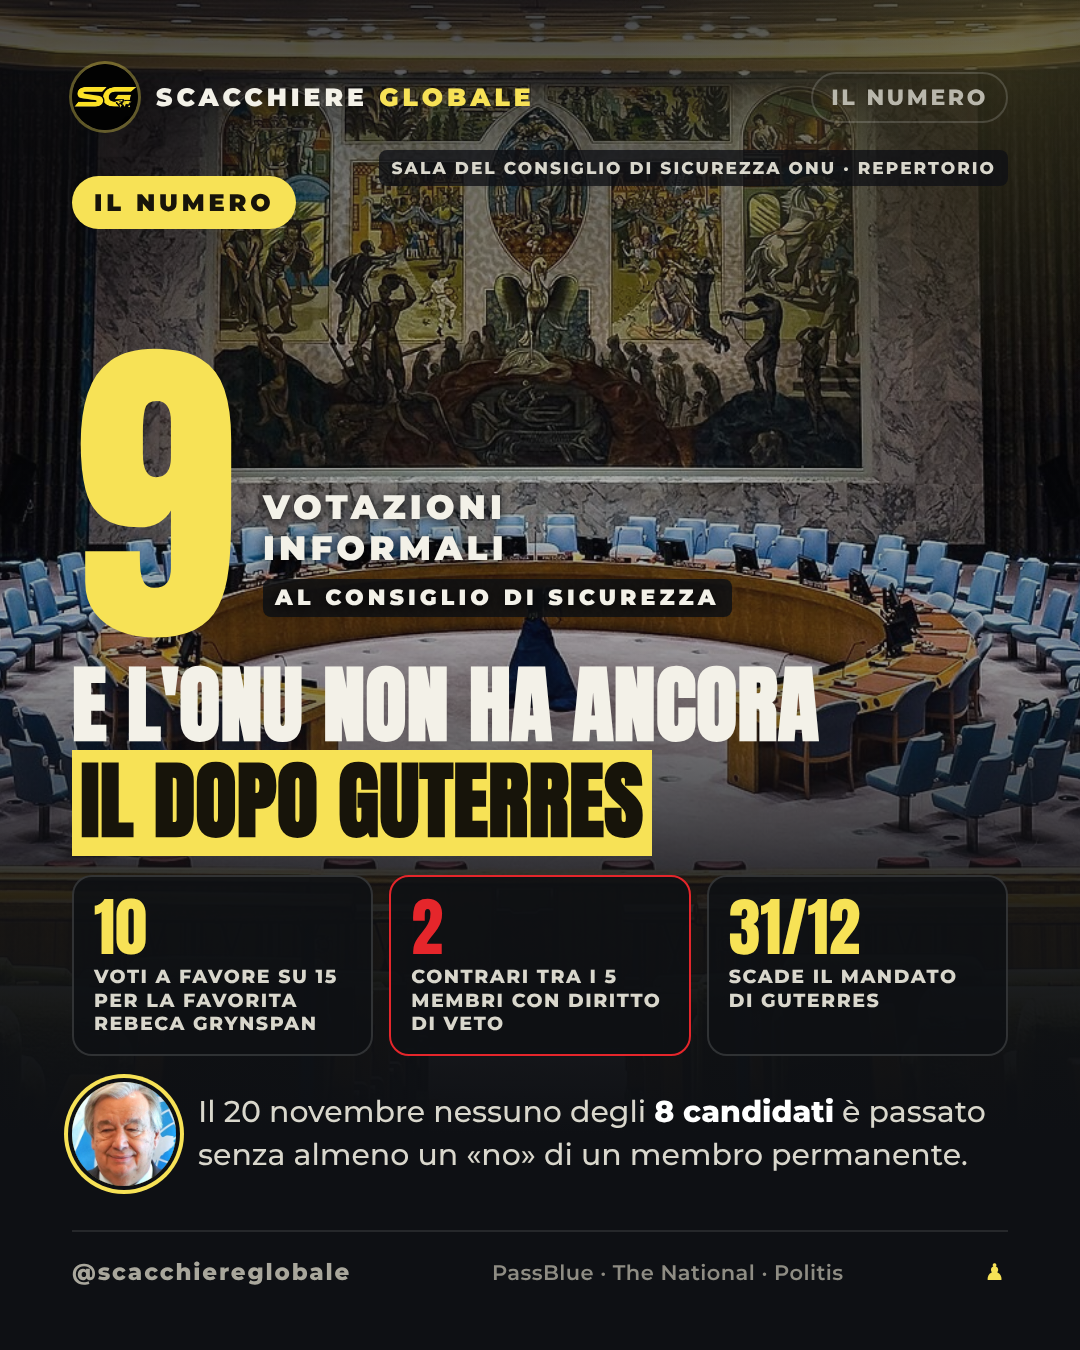 SG
SCACCHIERE GLOBALE
IL NUMERO
SALA DEL CONSIGLIO DI SICUREZZA ONU · REPERTORIO
IL NUMERO
9
VOTAZIONI
INFORMALI
AL CONSIGLIO DI SICUREZZA
E L'ONU NON HA ANCORA
IL DOPO GUTERRES
10
VOTI A FAVORE SU 15
PER LA FAVORITA
REBECA GRYNSPAN
2
CONTRARI TRA I 5
MEMBRI CON DIRITTO
DI VETO
31/12
SCADE IL MANDATO
DI GUTERRES
Il 20 novembre nessuno degli 8 candidati è passato
senza almeno un «no» di un membro permanente.
@scacchiereglobale
PassBlue · The National · Politis